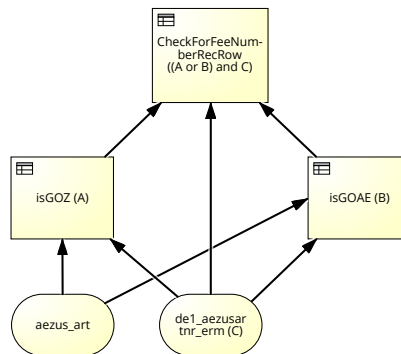 CheckForFeeNum-
berRecRow
((A or B) and C)
isGOZ (A)
isGOAE (B)
aezus_art
de1_aezusar
tnr_erm (C)